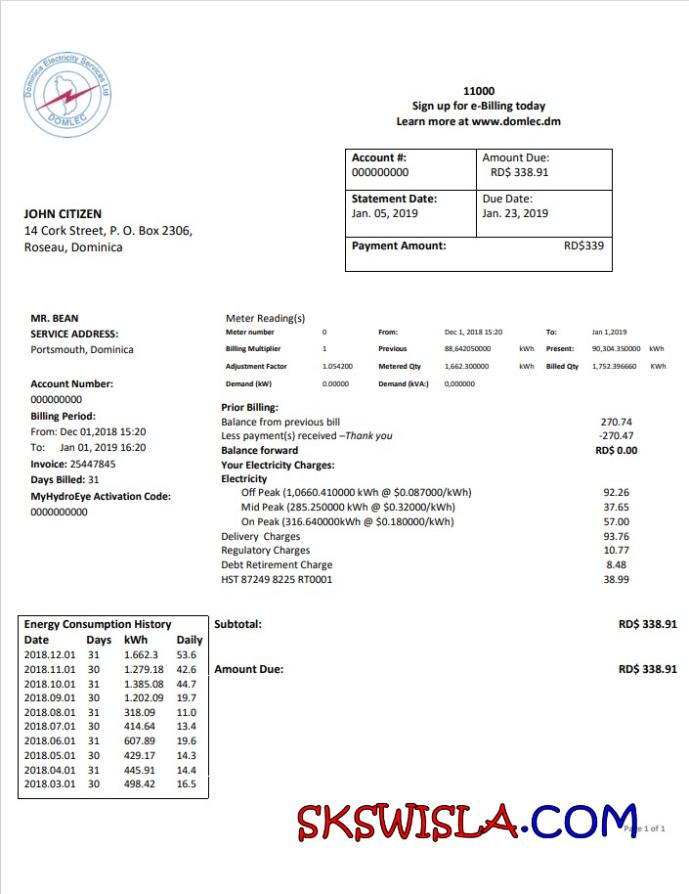 Dominica Electricity Services Ltd
DOMLEC
11000
Sign up for e-Billing today
Learn more at www.domlec.dm
Account #:
000000000
Amount Due:
RD$ 338.91
Statement Date:
Jan. 05, 2019
Due Date:
Jan. 23, 2019
Payment Amount: RD$339
JOHN CITIZEN
14 Cork Street, P. O. Box 2306,
Roseau, Dominica
MR. BEAN
SERVICE ADDRESS:
Portsmouth, Dominica
Account Number:
000000000
Billing Period:
From: Dec 01,2018 15:20
To: Jan 01, 2019 16:20
Invoice: 25447845
Days Billed: 31
MyHydroEye Activation Code:
0000000000
Meter Reading(s)
Meter number 0 From: Dec 1, 2018 15:20 To: Jan 1,2019
Billing Multiplier 1 Previous 88,642050000 kWh Present: 90,304.350000 kWh
Adjustment Factor 1.054200 Metered Qty 1,662.300000 kWh Billed Qty 1,752.396660 KWh
Demand (kW) 0.00000 Demand (kVA:) 0,000000
Prior Billing:
Balance from previous bill 270.74
Less payment(s) received –Thank you -270.47
Balance forward RD$ 0.00
Your Electricity Charges:
Electricity
Off Peak (1,0660.410000 kWh @ $0.087000/kWh) 92.26
Mid Peak (285.250000 kWh @ $0.32000/kWh) 37.65
On Peak (316.640000kWh @ $0.180000/kWh) 57.00
Delivery Charges 93.76
Regulatory Charges 10.77
Debt Retirement Charge 8.48
HST 87249 8225 RT0001 38.99
Energy Consumption History
Date Days kWh Daily
2018.12.01 31 1.662.3 53.6
2018.11.01 30 1.279.18 42.6
2018.10.01 31 1.385.08 44.7
2018.09.01 30 1.202.09 19.7
2018.08.01 31 318.09 11.0
2018.07.01 30 414.64 13.4
2018.06.01 31 607.89 19.6
2018.05.01 30 429.17 14.3
2018.04.01 31 445.91 14.4
2018.03.01 30 498.42 16.5
Subtotal: RD$ 338.91
Amount Due: RD$ 338.91
SKSWISLA.COM
Page 1 of 1